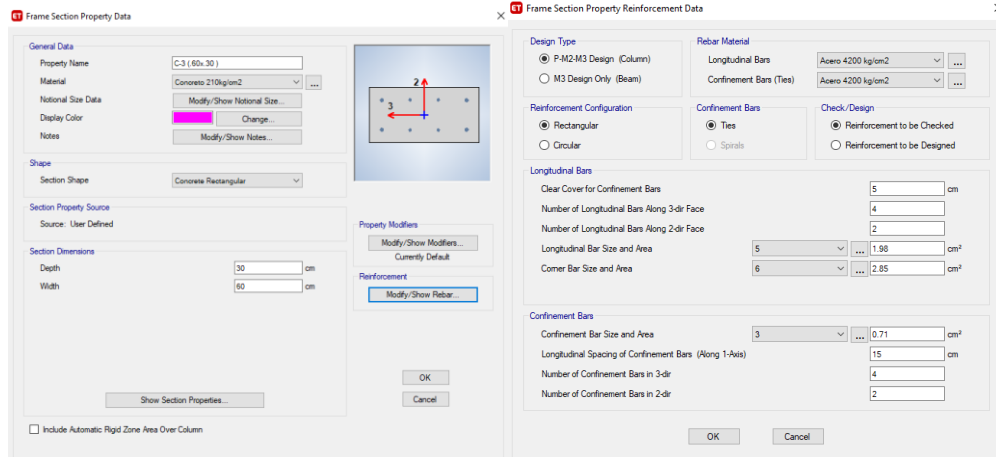 ET Frame Section Property Data
General Data
Property Name C-3 (.60x.30 )
Material Concreto 210kg/cm2 ...
Notional Size Data Modify/Show Notional Size...
Display Color Change...
Notes Modify/Show Notes...
2
3
Shape
Section Shape Concrete Rectangular
Section Property Source
Source: User Defined
Property Modifiers
Modify/Show Modifiers...
Currently Default
Section Dimensions
Depth 30 cm
Width 60 cm
Reinforcement
Modify/Show Rebar...
OK
Cancel
Show Section Properties...
Include Automatic Rigid Zone Area Over Column
ET Frame Section Property Reinforcement Data
Design Type
P-M2-M3 Design (Column)
M3 Design Only (Beam)
Rebar Material
Longitudinal Bars Acero 4200 kg/cm2 ...
Confinement Bars (Ties) Acero 4200 kg/cm2 ...
Reinforcement Configuration
Rectangular
Circular
Confinement Bars
Ties
Spirals
Check/Design
Reinforcement to be Checked
Reinforcement to be Designed
Longitudinal Bars
Clear Cover for Confinement Bars 5 cm
Number of Longitudinal Bars Along 3-dir Face 4
Number of Longitudinal Bars Along 2-dir Face 2
Longitudinal Bar Size and Area 5 ... 1.98 cm²
Corner Bar Size and Area 6 ... 2.85 cm²
Confinement Bars
Confinement Bar Size and Area 3 ... 0.71 cm²
Longitudinal Spacing of Confinement Bars (Along 1-Axis) 15 cm
Number of Confinement Bars in 3-dir 4
Number of Confinement Bars in 2-dir 2
OK
Cancel